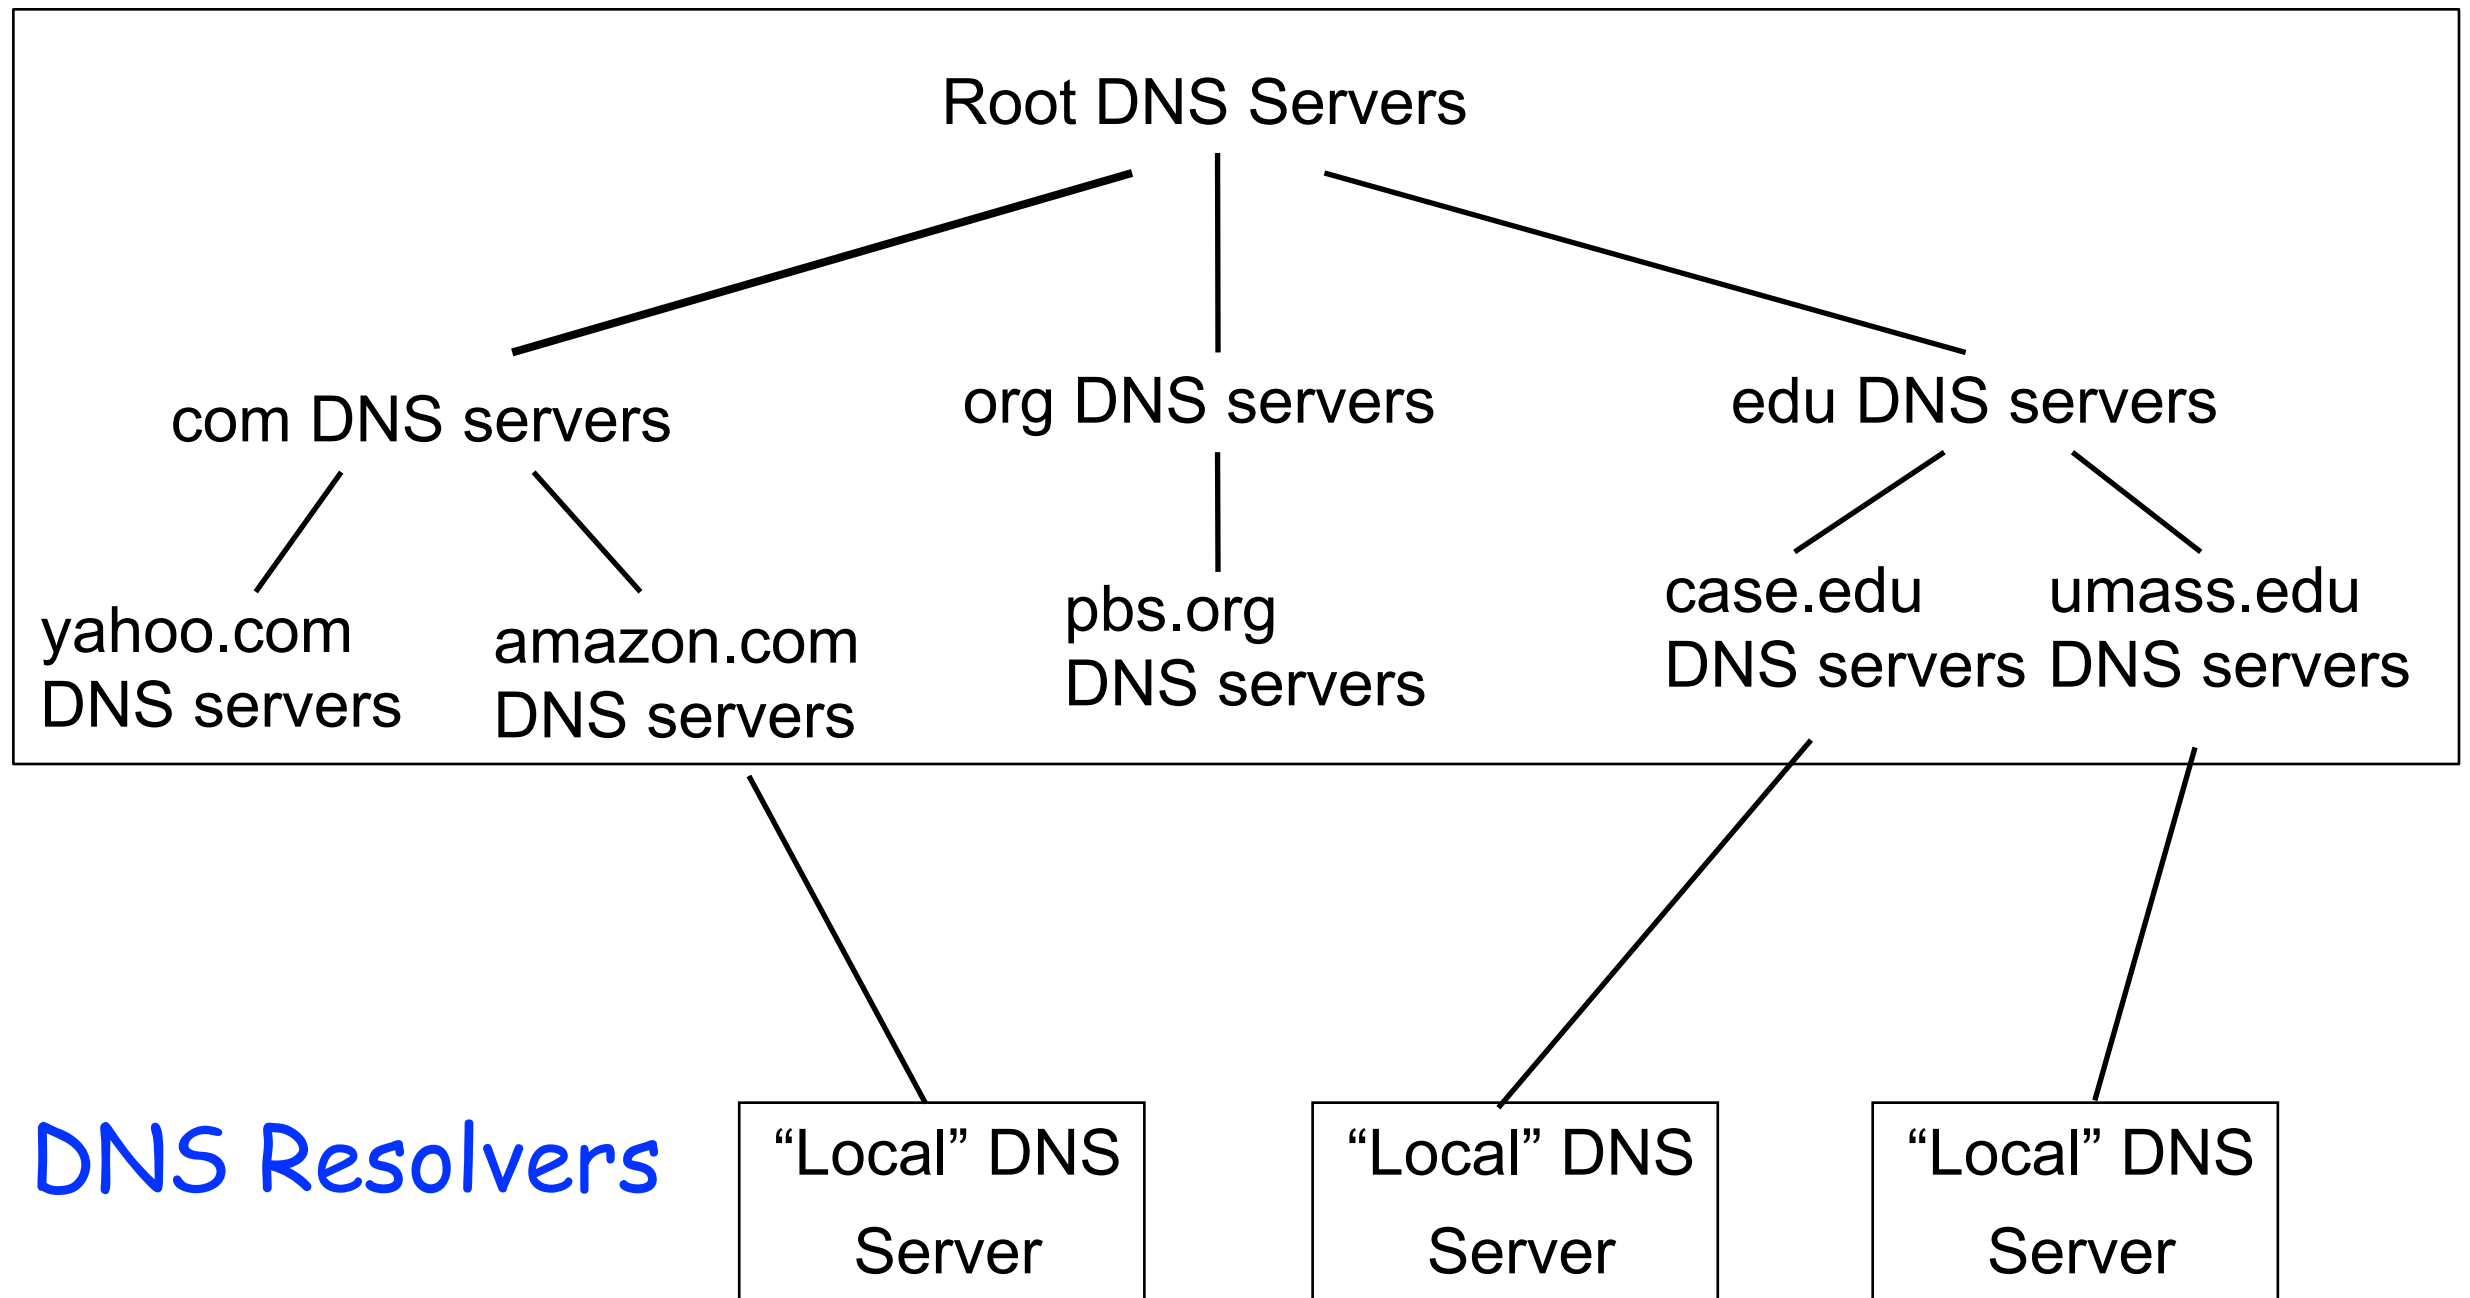 Root DNS Servers
com DNS servers
org DNS servers
edu DNS servers
yahoo.com
DNS servers
amazon.com
DNS servers
pbs.org
DNS servers
case.edu
DNS servers
umass.edu
DNS servers
DNS Resolvers
“Local” DNS
Server
“Local” DNS
Server
“Local” DNS
Server